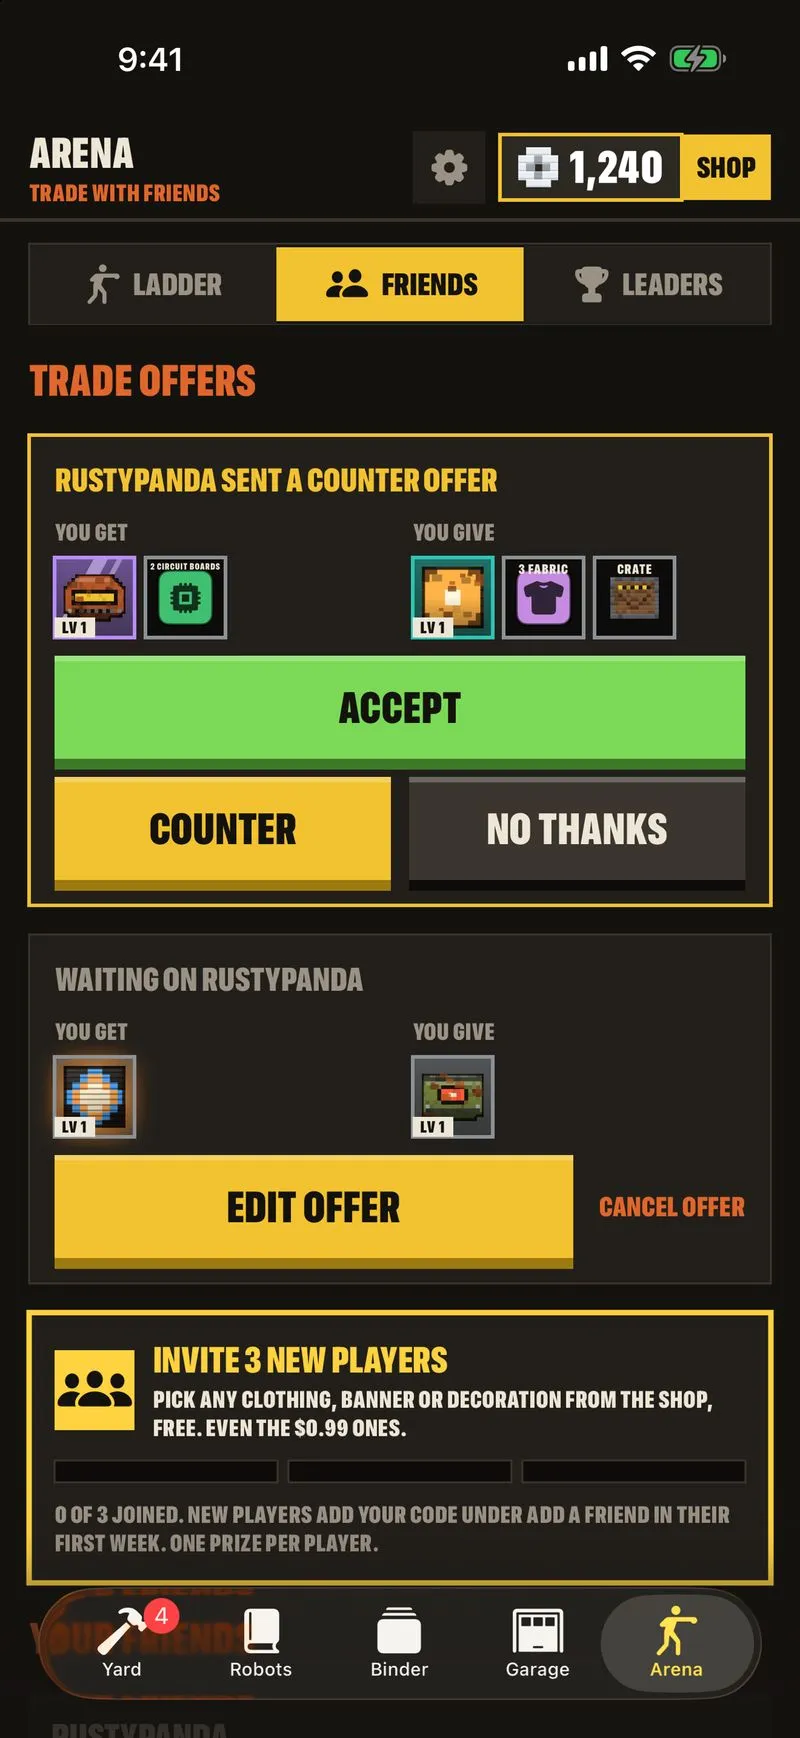 9:41
ARENA
TRADE WITH FRIENDS
1,240
SHOP
LADDER
FRIENDS
LEADERS
TRADE OFFERS
RUSTYPANDA SENT A COUNTER OFFER
YOU GET
YOU GIVE
LV 1
2 CIRCUIT BOARDS
LV 1
3 FABRIC
CRATE
ACCEPT
COUNTER
NO THANKS
WAITING ON RUSTYPANDA
YOU GET
YOU GIVE
LV 1
LV 1
EDIT OFFER
CANCEL OFFER
INVITE 3 NEW PLAYERS
PICK ANY CLOTHING, BANNER OR DECORATION FROM THE SHOP,
FREE. EVEN THE $0.99 ONES.
0 OF 3 JOINED. NEW PLAYERS ADD YOUR CODE UNDER ADD A FRIEND IN THEIR
FIRST WEEK. ONE PRIZE PER PLAYER.
YOUR FRIENDS
4
Yard
Robots
Binder
Garage
Arena
RUSTYPANDA